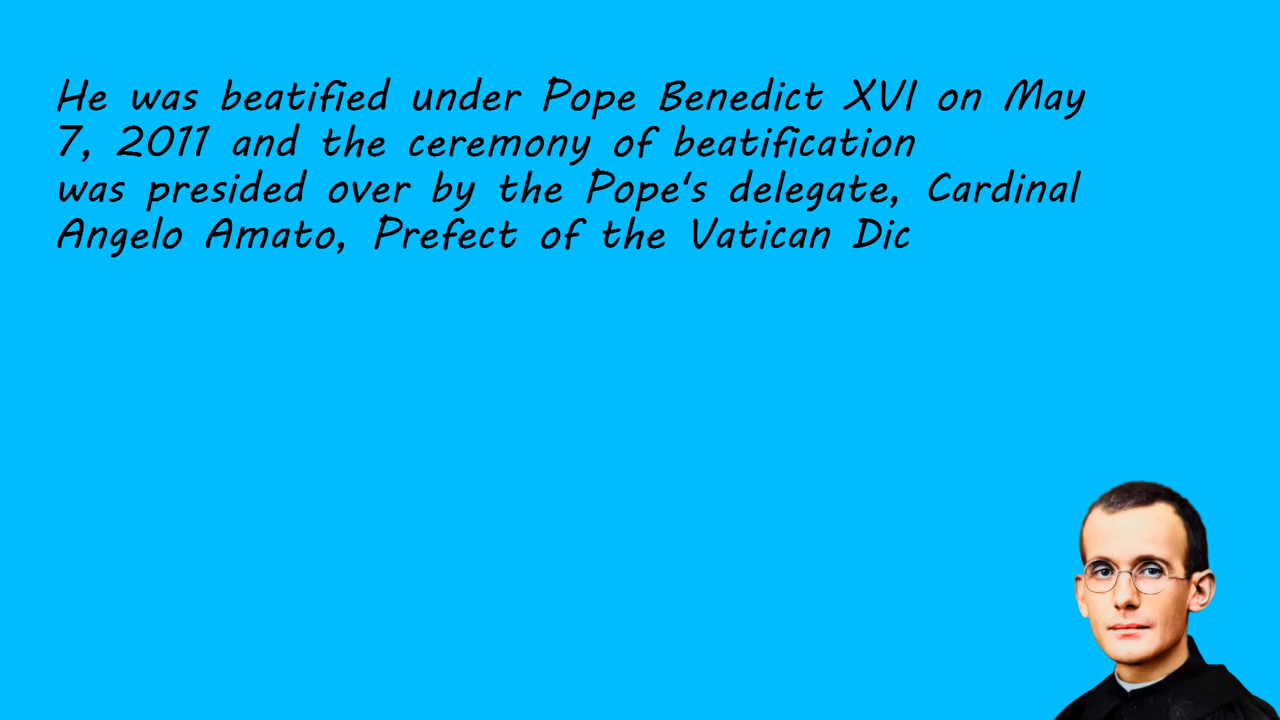 He was beatified under Pope Benedict XVI on May
7, 2011 and the ceremony of beatification
was presided over by the Pope's delegate, Cardinal
Angelo Amato, Prefect of the Vatican Dic